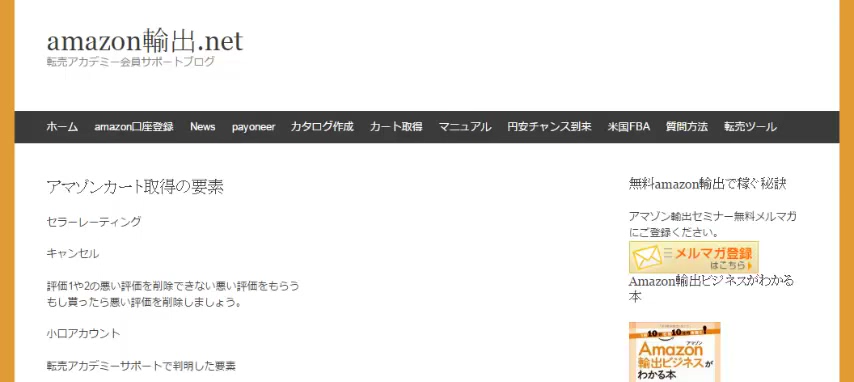 amazon輸出.net
転売アカデミー会員サポートブログ
ホーム amazon口座登録 News payoneer カタログ作成 カート取得 マニュアル 円安チャンス到来 米国FBA 質問方法 転売ツール
アマゾンカート取得の要素
セラーレーティング
キャンセル
評価1や2の悪い評価を削除できない悪い評価をもらう
もし貰ったら悪い評価を削除しましょう。
小口アカウント
転売アカデミーサポートで判明した要素
無料amazon輸出で稼ぐ秘訣
アマゾン輸出セミナー無料メルマガ
にご登録ください。
メルマガ登録
はこちら
Amazon輸出ビジネスがわかる
本
アマゾン
Amazon
輸出ビジネスが
わかる本